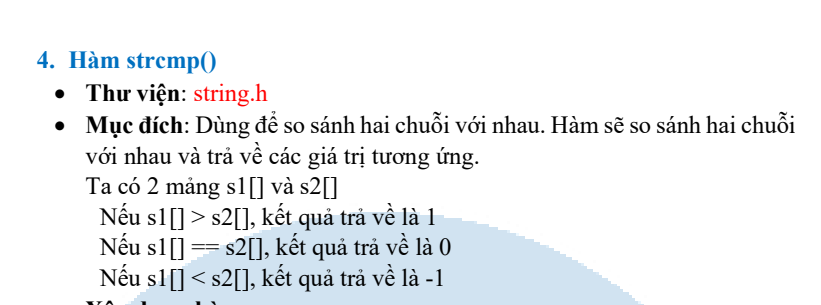 4. Hàm strcmp()
• Thư viện: string.h
• Mục đích: Dùng để so sánh hai chuỗi với nhau. Hàm sẽ so sánh hai chuỗi
với nhau và trả về các giá trị tương ứng.
Ta có 2 mảng s1[] và s2[]
Nếu s1[] > s2[], kết quả trả về là 1
Nếu s1[] == s2[], kết quả trả về là 0
Nếu s1[] < s2[], kết quả trả về là -1